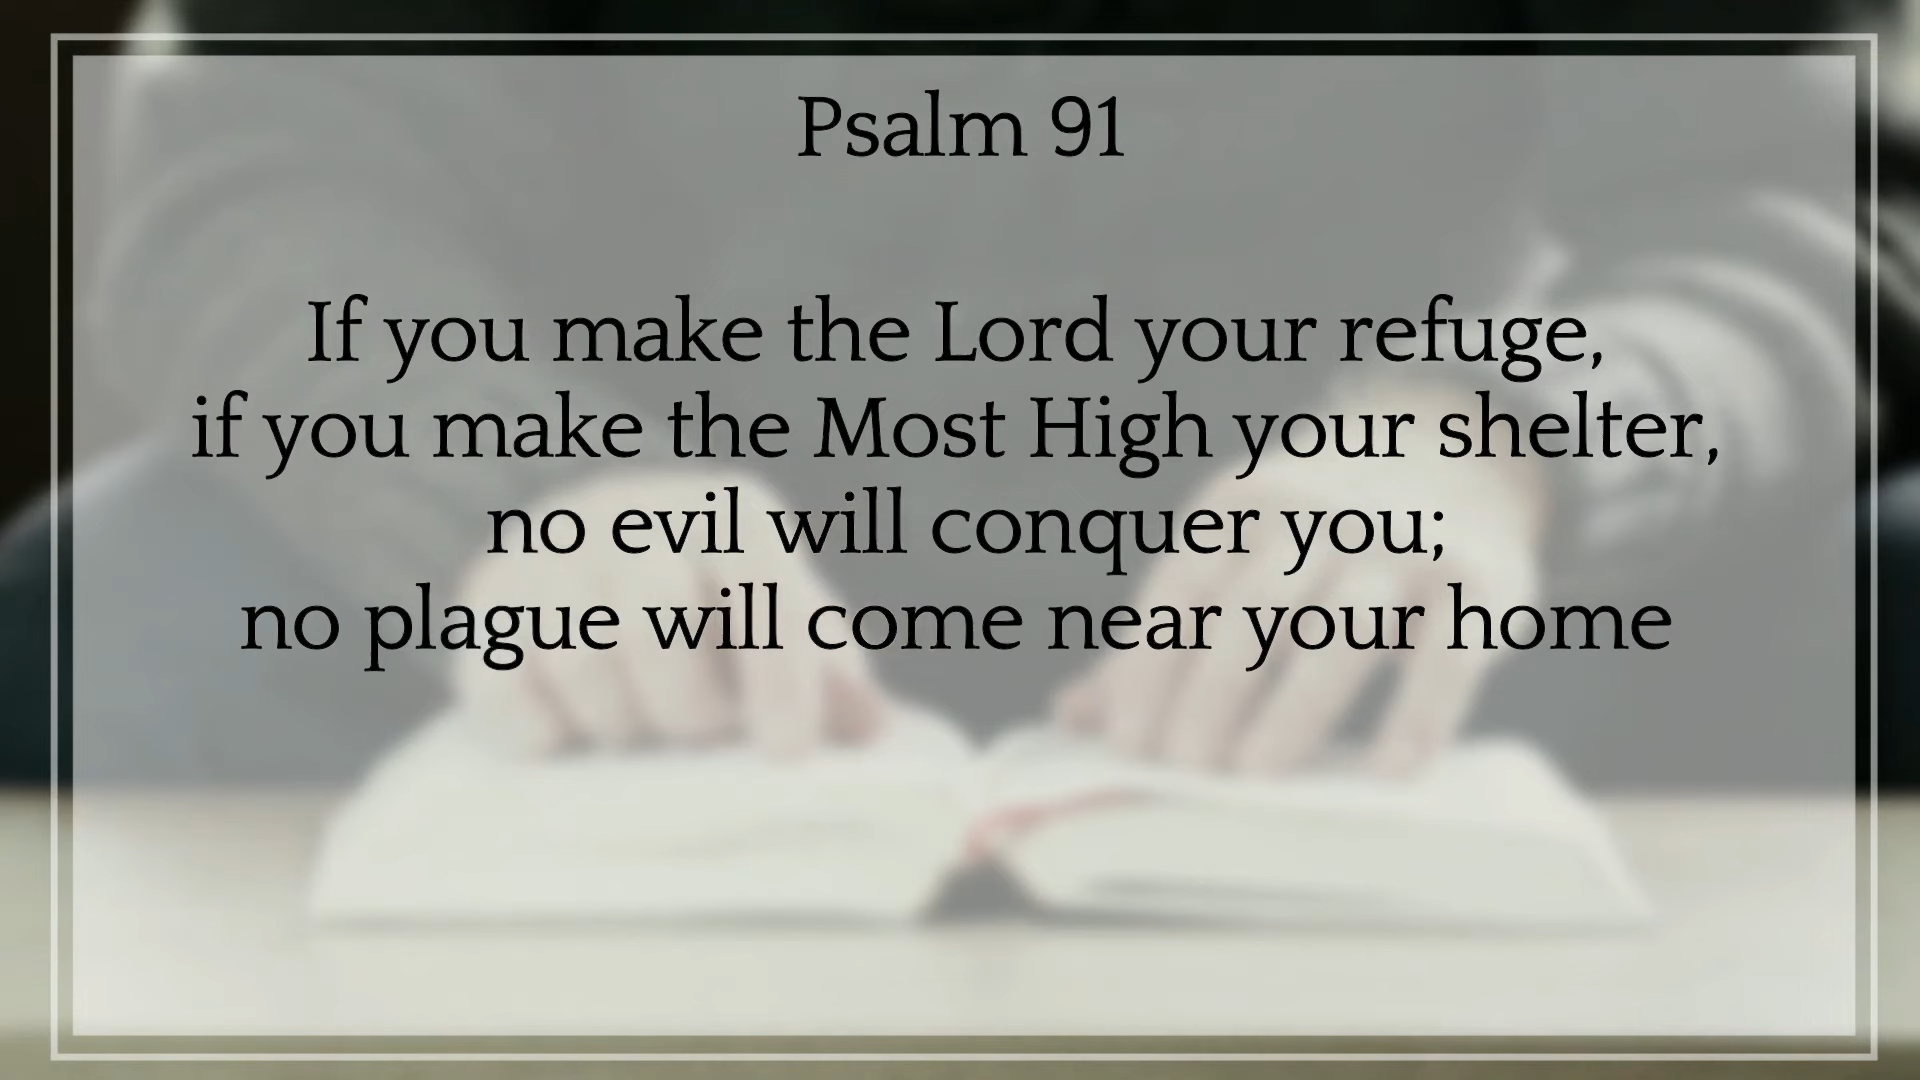 Psalm 91
If you make the Lord your refuge,
if you make the Most High your shelter,
no evil will conquer you;
no plague will come near your home